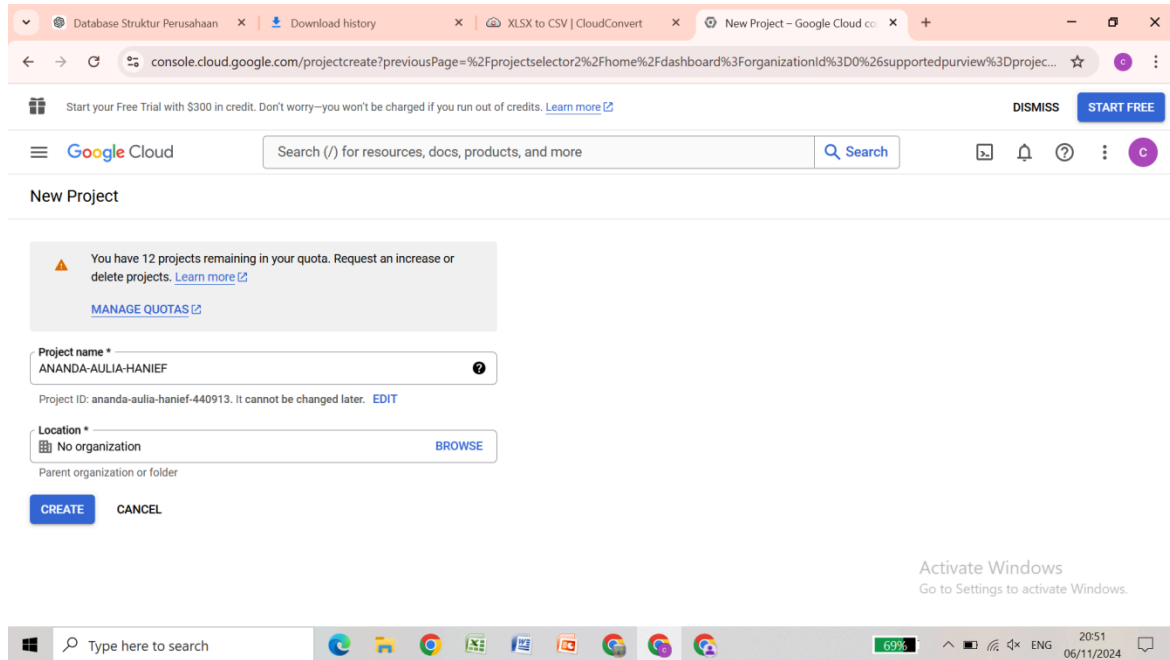 Database Struktur Perusahaan
Download history
XLSX to CSV | CloudConvert
New Project – Google Cloud co
console.cloud.google.com/projectcreate?previousPage=%2Fprojectselector2%2Fhome%2Fdashboard%3ForganizationId%3D0%26supportedpurview%3Dprojec...
C
Start your Free Trial with $300 in credit. Don't worry—you won't be charged if you run out of credits. Learn more
DISMISS
START FREE
Google Cloud
Search (/) for resources, docs, products, and more
Search
C
New Project
You have 12 projects remaining in your quota. Request an increase or
delete projects. Learn more
MANAGE QUOTAS
Project name *
ANANDA-AULIA-HANIEF
Project ID: ananda-aulia-hanief-440913. It cannot be changed later. EDIT
Location *
No organization
BROWSE
Parent organization or folder
CREATE
CANCEL
Activate Windows
Go to Settings to activate Windows.
Type here to search
69%
ENG
20:51
06/11/2024